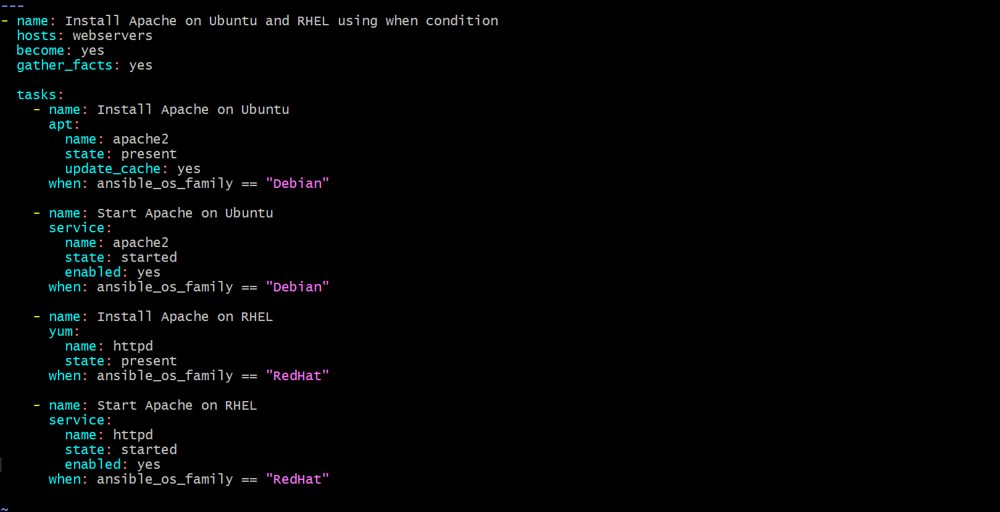 ---
- name: Install Apache on Ubuntu and RHEL using when condition
  hosts: webservers
  become: yes
  gather_facts: yes

  tasks:
    - name: Install Apache on Ubuntu
      apt:
        name: apache2
        state: present
        update_cache: yes
      when: ansible_os_family == "Debian"

    - name: Start Apache on Ubuntu
      service:
        name: apache2
        state: started
        enabled: yes
      when: ansible_os_family == "Debian"

    - name: Install Apache on RHEL
      yum:
        name: httpd
        state: present
      when: ansible_os_family == "RedHat"

    - name: Start Apache on RHEL
      service:
        name: httpd
        state: started
        enabled: yes
      when: ansible_os_family == "RedHat"

~